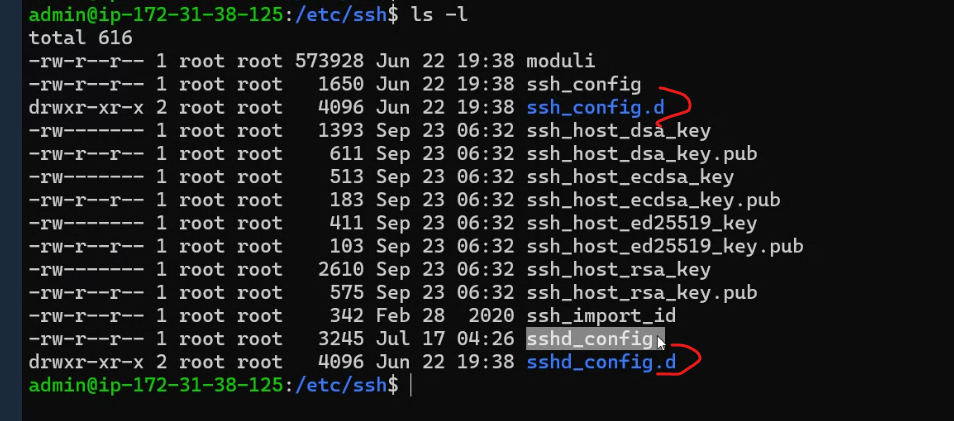 admin@ip-172-31-38-125:/etc/ssh$ ls -l
total 616
-rw-r--r-- 1 root root 573928 Jun 22 19:38 moduli
-rw-r--r-- 1 root root   1650 Jun 22 19:38 ssh_config
drwxr-xr-x 2 root root   4096 Jun 22 19:38 ssh_config.d
-rw------- 1 root root   1393 Sep 23 06:32 ssh_host_dsa_key
-rw-r--r-- 1 root root    611 Sep 23 06:32 ssh_host_dsa_key.pub
-rw------- 1 root root    513 Sep 23 06:32 ssh_host_ecdsa_key
-rw-r--r-- 1 root root    183 Sep 23 06:32 ssh_host_ecdsa_key.pub
-rw------- 1 root root    411 Sep 23 06:32 ssh_host_ed25519_key
-rw-r--r-- 1 root root    103 Sep 23 06:32 ssh_host_ed25519_key.pub
-rw------- 1 root root   2610 Sep 23 06:32 ssh_host_rsa_key
-rw-r--r-- 1 root root    575 Sep 23 06:32 ssh_host_rsa_key.pub
-rw-r--r-- 1 root root    342 Feb 28  2020 ssh_import_id
-rw-r--r-- 1 root root   3245 Jul 17 04:26 sshd_config
drwxr-xr-x 2 root root   4096 Jun 22 19:38 sshd_config.d
admin@ip-172-31-38-125:/etc/ssh$